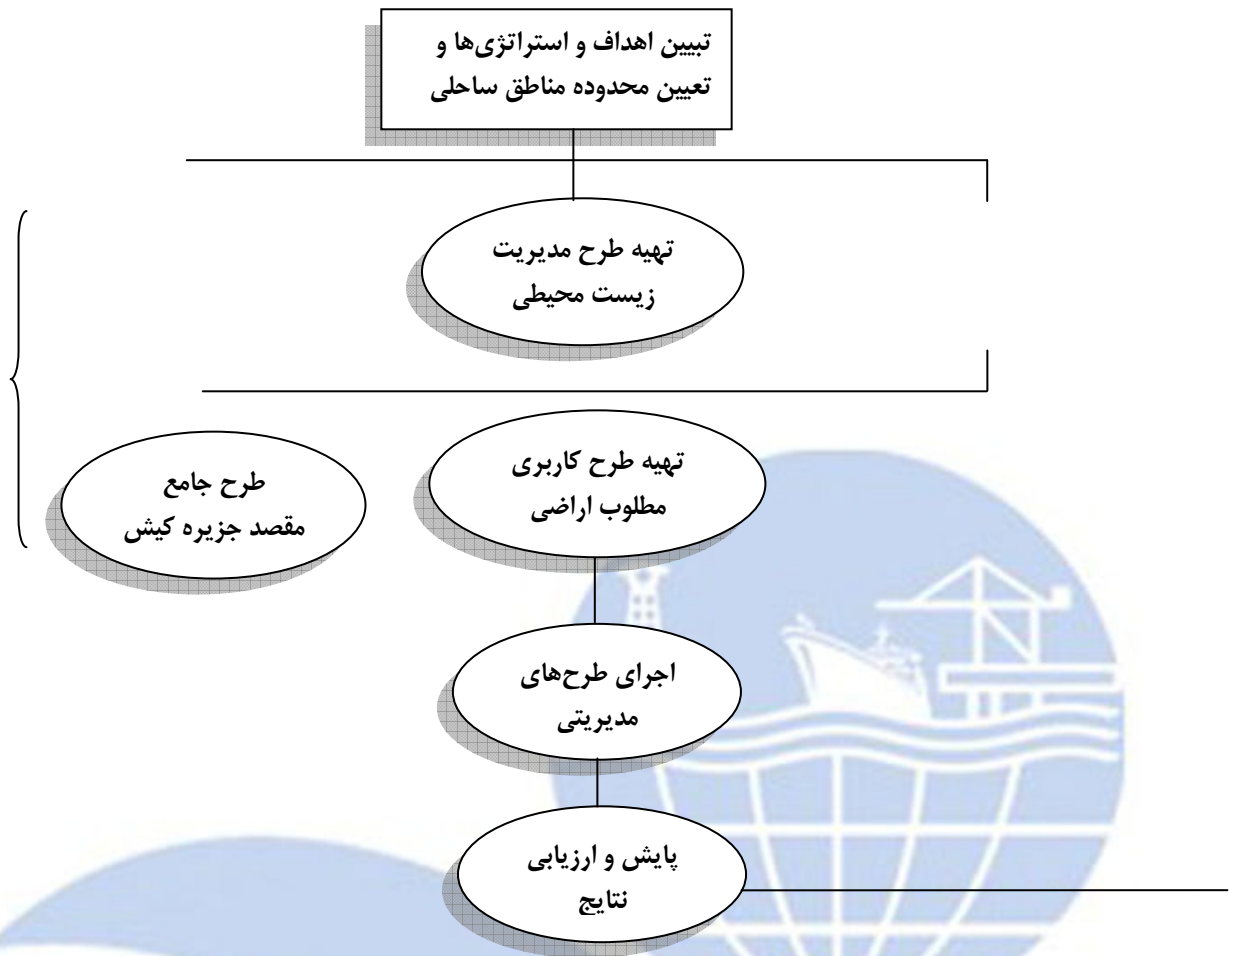 تبیین اهداف و استراتژی‌ها و
تعیین محدوده مناطق ساحلی
تهیه طرح مدیریت
زیست محیطی
تهیه طرح کاربری
مطلوب اراضی
طرح جامع
مقصد جزیره کیش
اجرای طرح‌های
مدیریتی
پایش و ارزیابی
نتایج